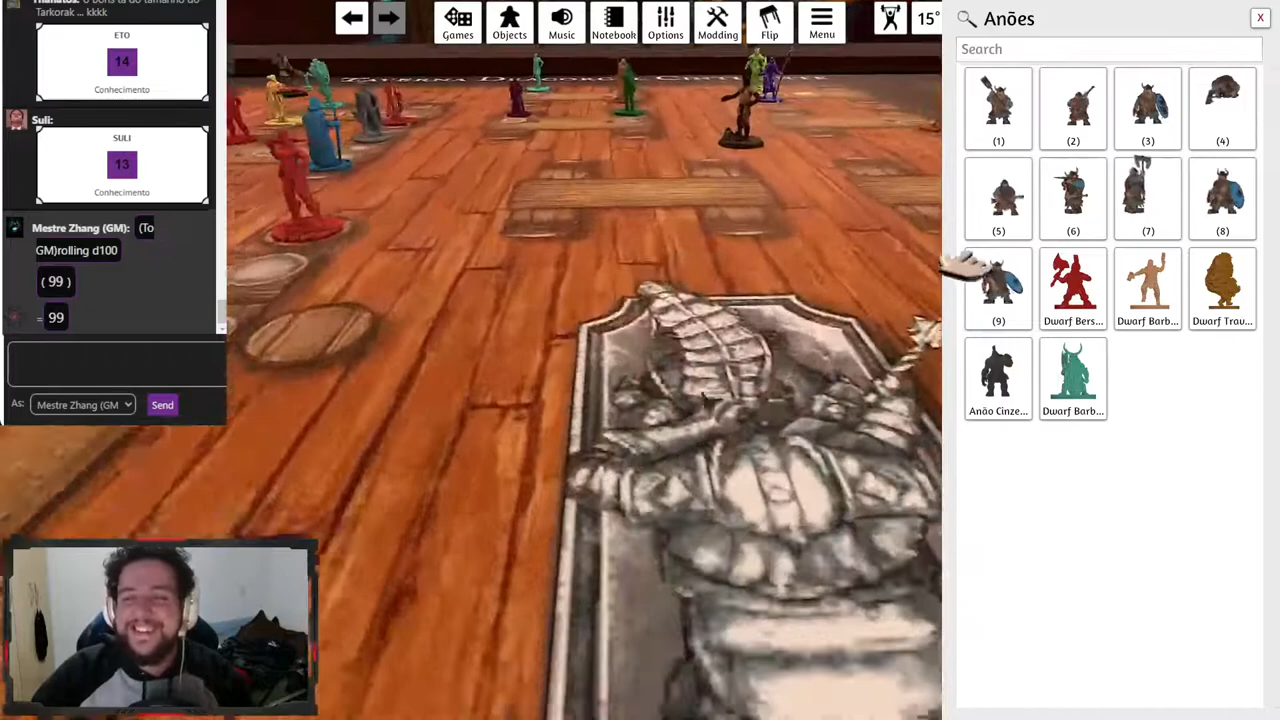 Tarkorak ... kkkk
ETO
14
Conhecimento
Suli:
SULI
13
Conhecimento
Mestre Zhang (GM): (To
GM)rolling d100
( 99 )
= 99
As: Mestre Zhang (GM
Send
Games
Objects
Music
Notebook
Options
Modding
Flip
Menu
15°
Anões
X
Search
(1)
(2)
(3)
(4)
(5)
(6)
(7)
(8)
(9)
Dwarf Bers...
Dwarf Barb...
Dwarf Trav...
Anão Cinze...
Dwarf Barb...